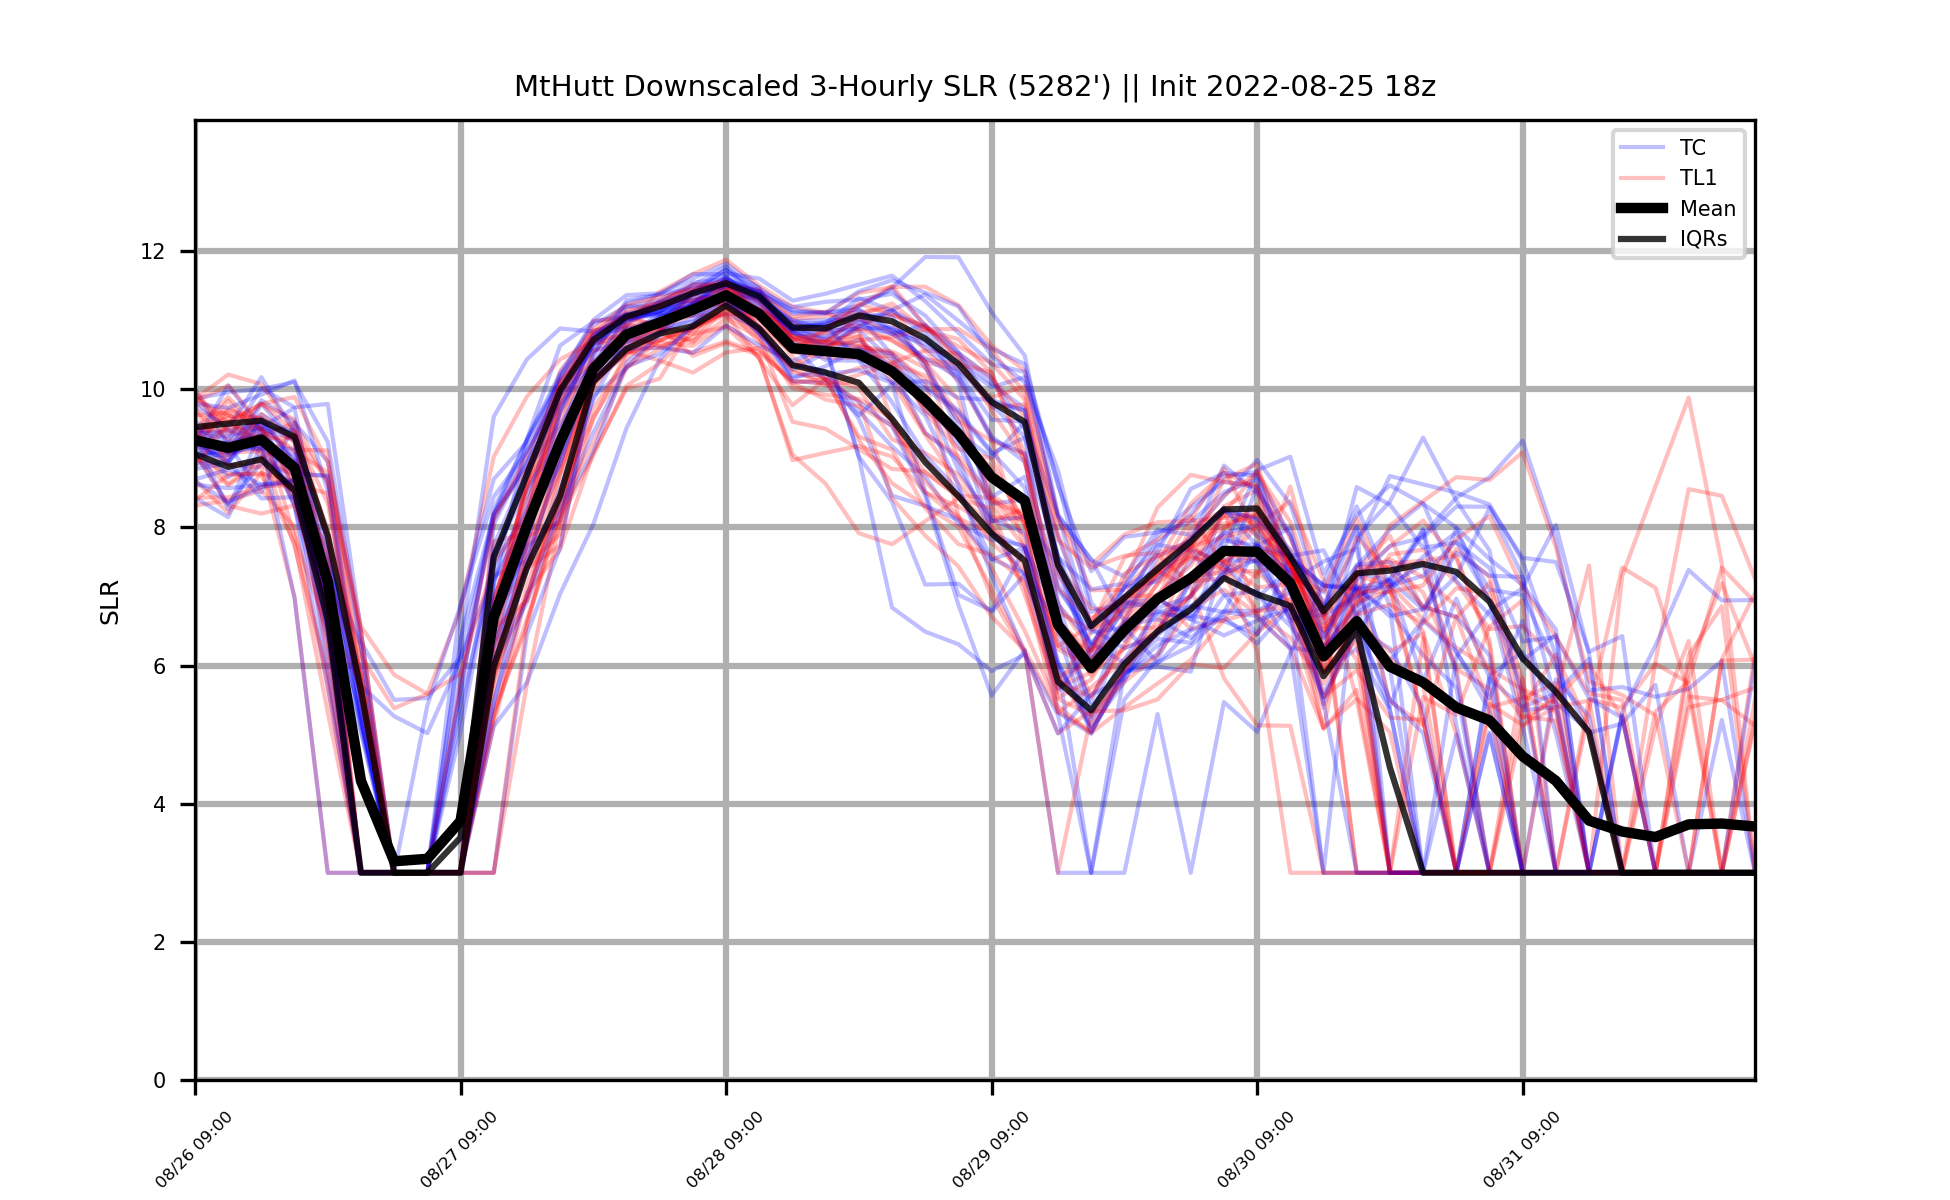 MtHutt Downscaled 3-Hourly SLR (5282') || Init 2022-08-25 18z
TC
TL1
Mean
IQRs
SLR
12
10
8
6
4
2
0
08/26 09:00
08/27 09:00
08/28 09:00
08/29 09:00
08/30 09:00
08/31 09:00